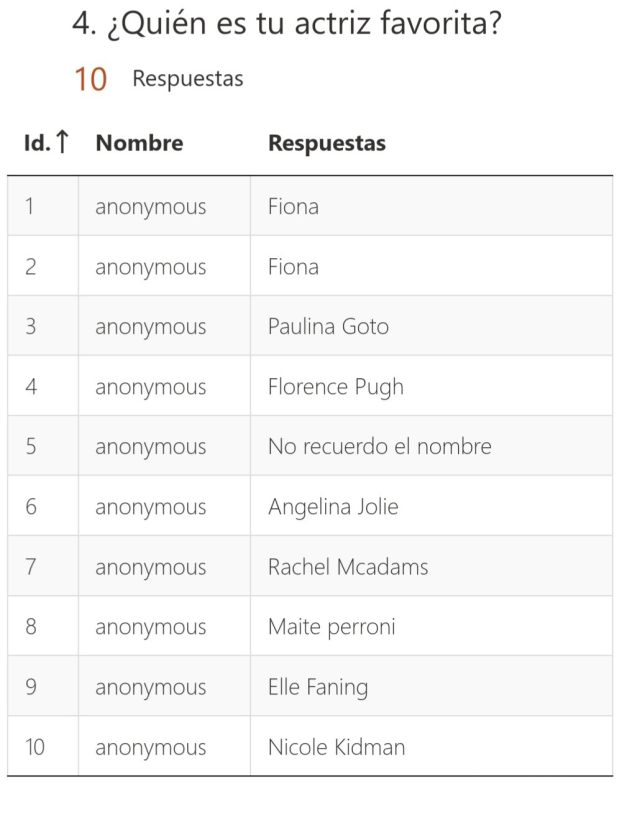 4. ¿Quién es tu actriz favorita?
10 Respuestas
Id.↑ Nombre Respuestas
1 anonymous Fiona
2 anonymous Fiona
3 anonymous Paulina Goto
4 anonymous Florence Pugh
5 anonymous No recuerdo el nombre
6 anonymous Angelina Jolie
7 anonymous Rachel Mcadams
8 anonymous Maite perroni
9 anonymous Elle Faning
10 anonymous Nicole Kidman